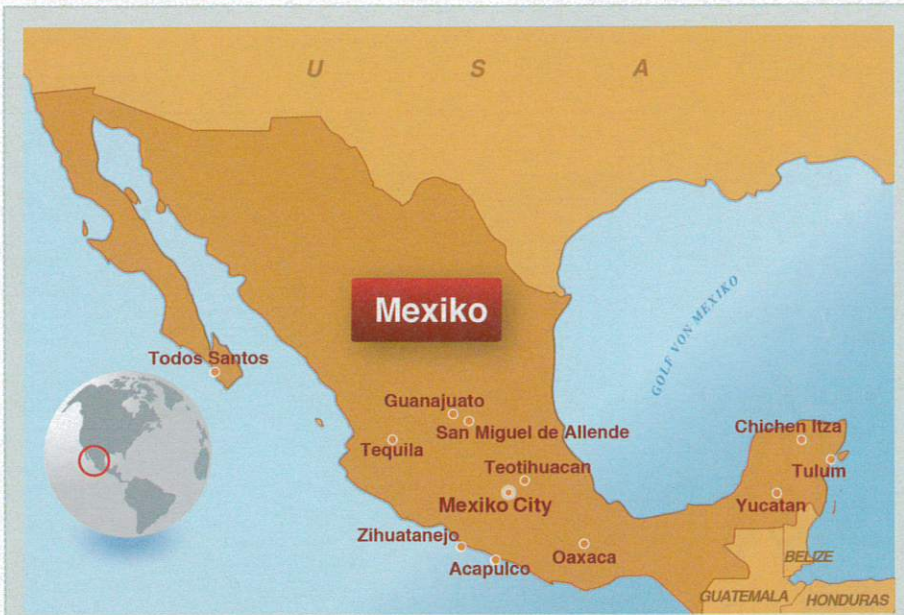 U S A
Mexiko
GOLF VON MEXIKO
Todos Santos
Guanajuato
San Miguel de Allende
Tequila
Teotihuacan
Mexiko City
Chichen Itza
Tulum
Yucatan
Zihuatanejo
Acapulco
Oaxaca
BELIZE
GUATEMALA
HONDURAS